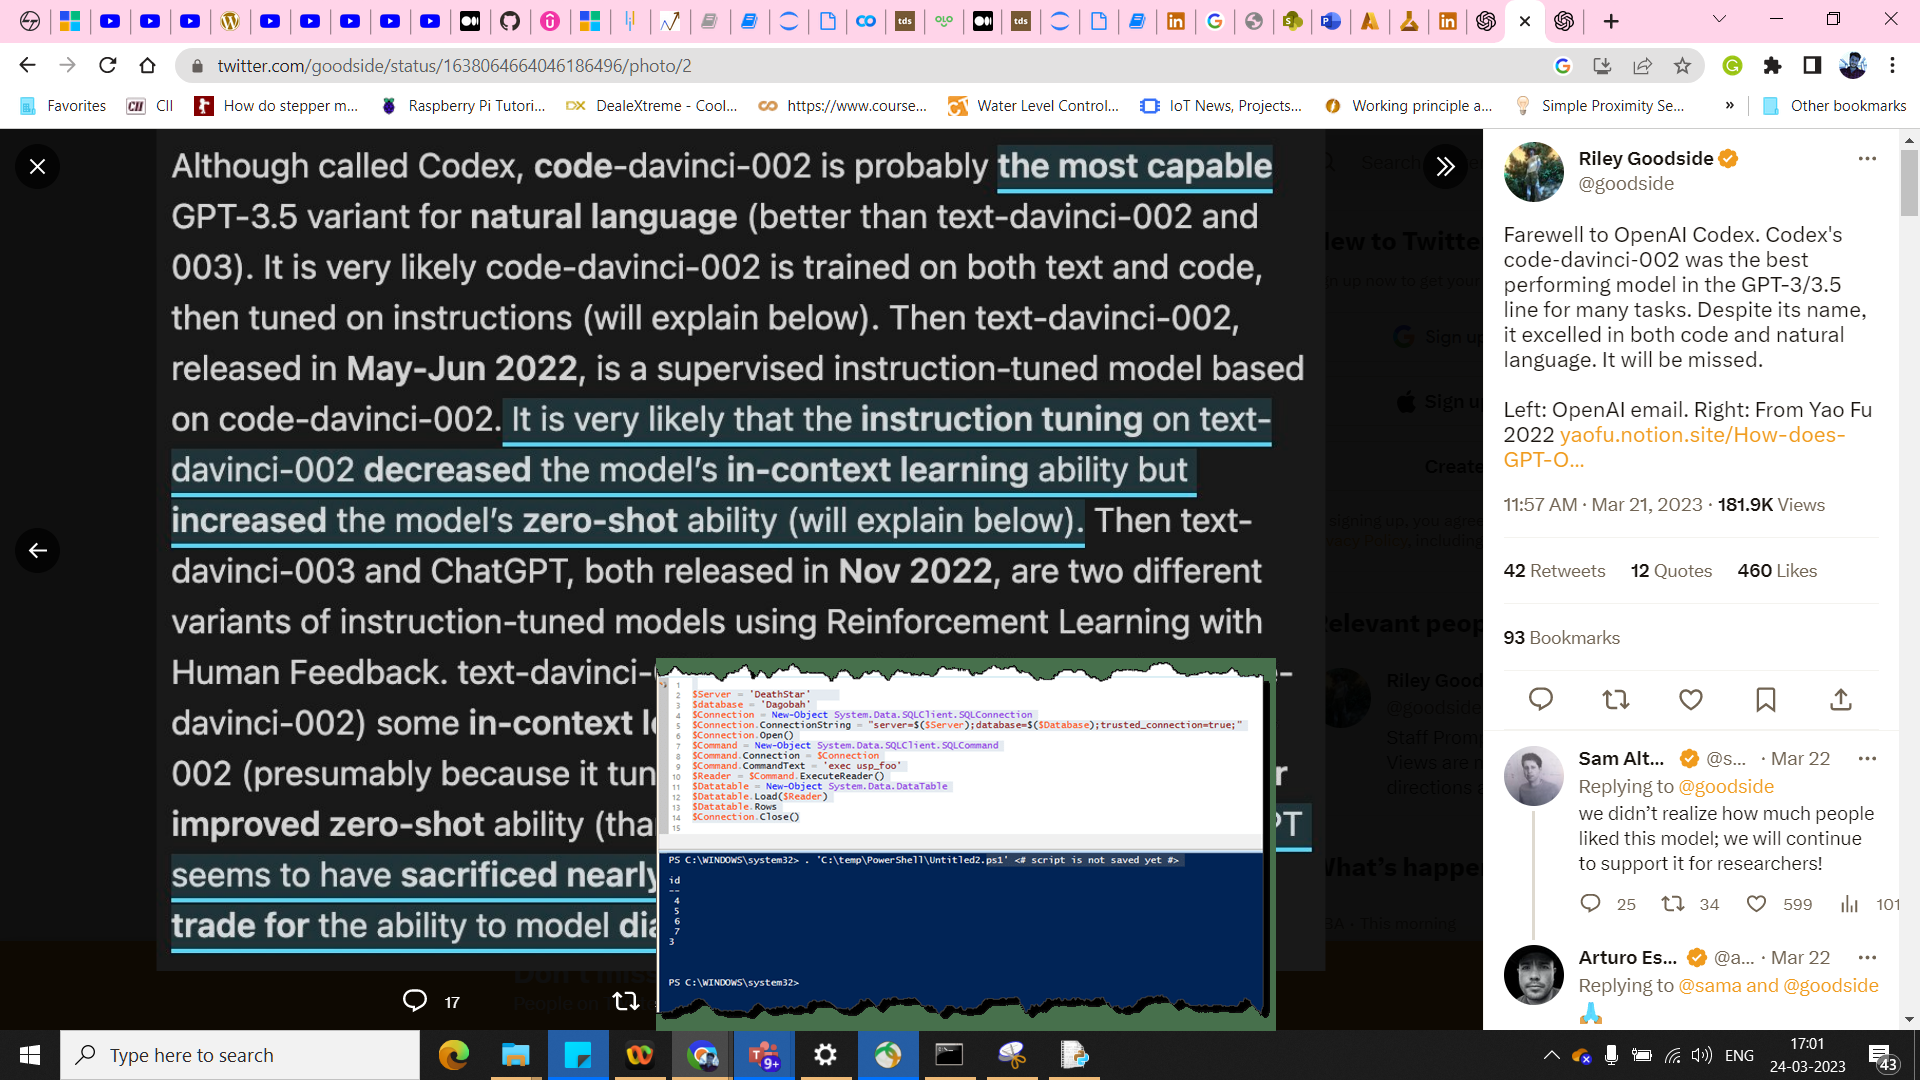 twitter.com/goodside/status/1638064664046186496/photo/2
Favorites
CII
How do stepper m...
Raspberry Pi Tutori...
DealeXtreme - Cool...
https://www.course...
Water Level Control...
IoT News, Projects...
Working principle a...
Simple Proximity Se...
»
Other bookmarks
Although called Codex, code-davinci-002 is probably the most capable
GPT-3.5 variant for natural language (better than text-davinci-002 and
003). It is very likely code-davinci-002 is trained on both text and code,
then tuned on instructions (will explain below). Then text-davinci-002,
released in May-Jun 2022, is a supervised instruction-tuned model based
on code-davinci-002. It is very likely that the instruction tuning on text-
davinci-002 decreased the model's in-context learning ability but
increased the model's zero-shot ability (will explain below). Then text-
davinci-003 and ChatGPT, both released in Nov 2022, are two different
variants of instruction-tuned models using Reinforcement Learning with
Human Feedback. text-davinci-
davinci-002) some in-context l
002 (presumably because it tun
improved zero-shot ability (tha
PT
seems to have sacrificed nearly
trade for the ability to model dia
17
1
2 $Server = 'DeathStar'
3 $database = 'Dagobah'
4 $Connection = New-Object System.Data.SQLClient.SQLConnection
5 $Connection.ConnectionString = "server=$($Server);database=$($Database);trusted_connection=true;"
6 $Connection.Open()
7 $Command = New-Object System.Data.SQLClient.SQLCommand
8 $Command.Connection = $Connection
9 $Command.CommandText = 'exec usp_foo'
10 $Reader = $Command.ExecuteReader()
11 $Datatable = New-Object System.Data.DataTable
12 $Datatable.Load($Reader)
13 $Datatable.Rows
14 $Connection.Close()
15
PS C:\WINDOWS\system32> . 'C:\temp\PowerShell\Untitled2.ps1' <# script is not saved yet #>
id
--
4
5
6
7
3
PS C:\WINDOWS\system32>
Riley Goodside
@goodside
Farewell to OpenAI Codex. Codex's
code-davinci-002 was the best
performing model in the GPT-3/3.5
line for many tasks. Despite its name,
it excelled in both code and natural
language. It will be missed.
Left: OpenAI email. Right: From Yao Fu
2022 yaofu.notion.site/How-does-
GPT-O...
11:57 AM · Mar 21, 2023 · 181.9K Views
42 Retweets 12 Quotes 460 Likes
93 Bookmarks
Sam Alt... @s... · Mar 22
Replying to @goodside
we didn't realize how much people
liked this model; we will continue
to support it for researchers!
25 34 599 101
Arturo Es... @a... · Mar 22
Replying to @sama and @goodside
Type here to search
9+
ENG
17:01
24-03-2023
43